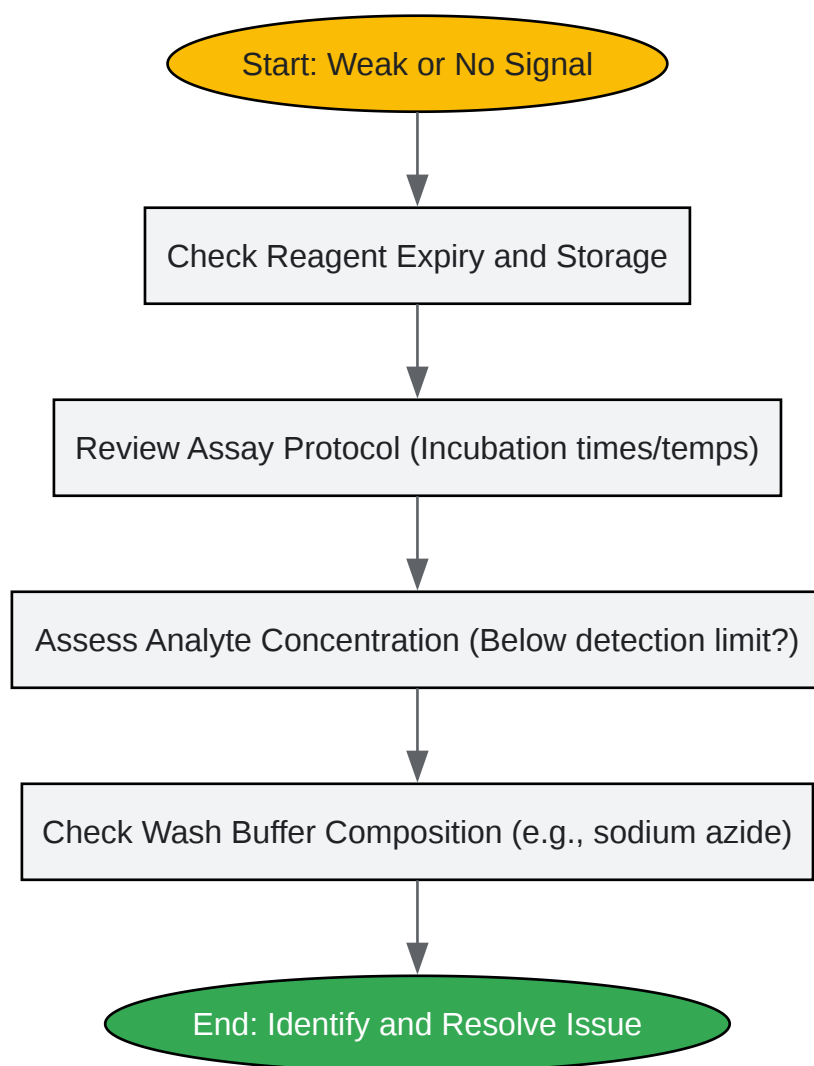 Start: Weak or No Signal
Check Reagent Expiry and Storage
Review Assay Protocol (Incubation times/temps)
Assess Analyte Concentration (Below detection limit?)
Check Wash Buffer Composition (e.g., sodium azide)
End: Identify and Resolve Issue